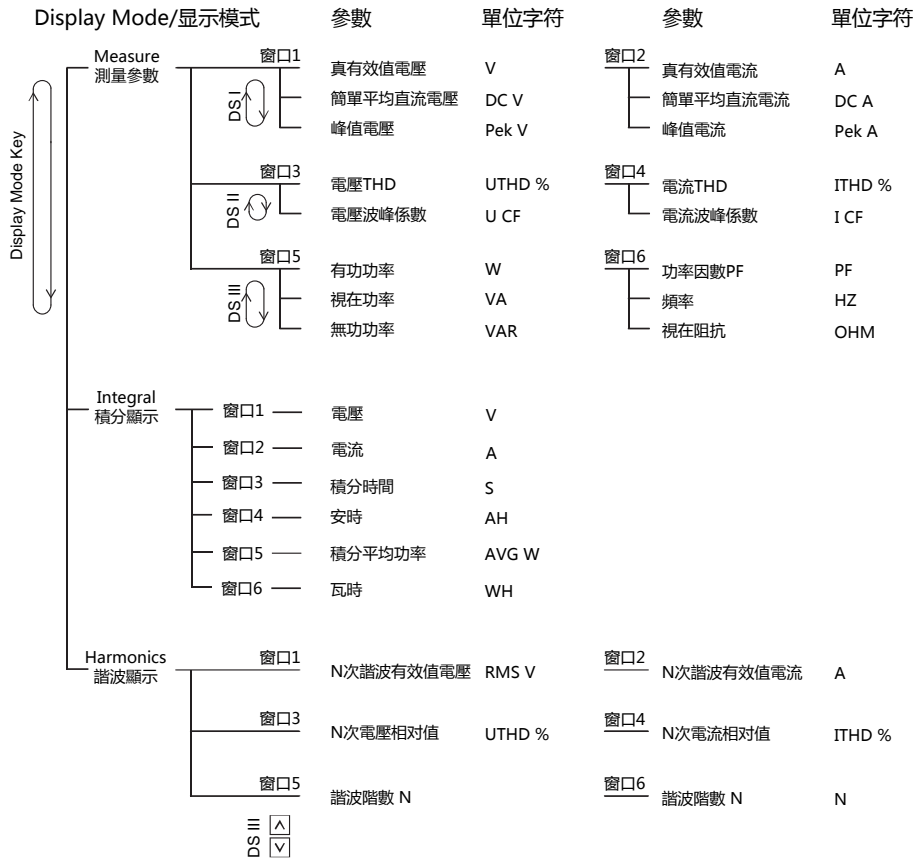 Display Mode/显示模式 參數 單位字符 參數 單位字符
Display Mode Key
Measure
測量參數
DS I
窗口1 真有效值電壓 V 窗口2 真有效值電流 A
簡單平均直流電壓 DC V 簡單平均直流電流 DC A
峰值電壓 Pek V 峰值電流 Pek A
DS II
窗口3 電壓THD UTHD % 窗口4 電流THD ITHD %
電壓波峰係數 U CF 電流波峰係數 I CF
DS III
窗口5 有功功率 W 窗口6 功率因數PF PF
視在功率 VA 頻率 HZ
無功功率 VAR 視在阻抗 OHM
Integral
積分顯示
窗口1 電壓 V
窗口2 電流 A
窗口3 積分時間 S
窗口4 安時 AH
窗口5 積分平均功率 AVG W
窗口6 瓦時 WH
Harmonics
諧波顯示
窗口1 N次諧波有效值電壓 RMS V 窗口2 N次諧波有效值電流 A
窗口3 N次電壓相对值 UTHD % 窗口4 N次電流相对值 ITHD %
窗口5 諧波階數 N 窗口6 諧波階數 N N
DS III